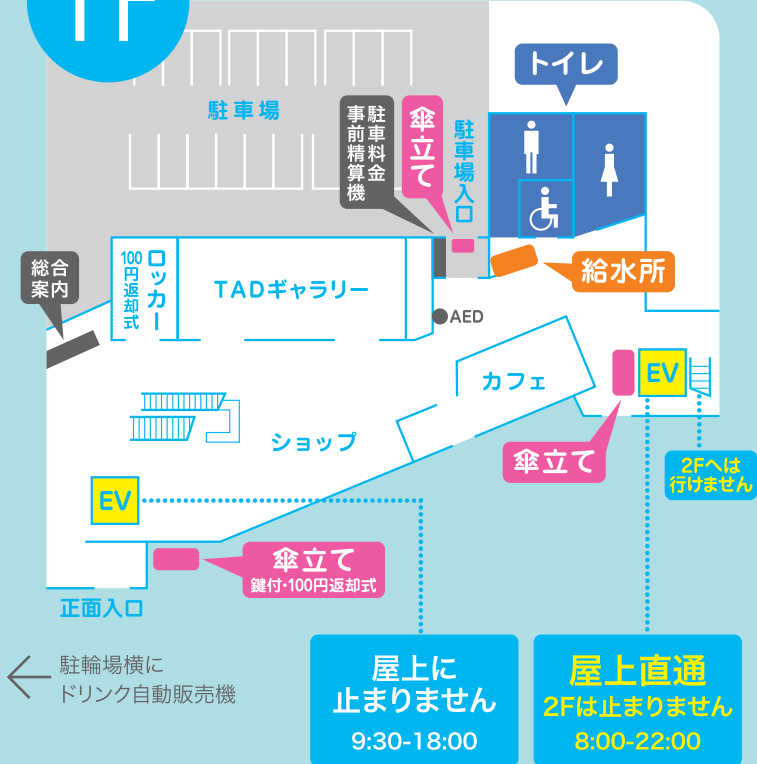 1F
トイレ
駐車場
駐車料金
事前精算機
傘立て
駐車場入口
総合
案内
ロッカー
100円返却式
TADギャラリー
給水所
AED
カフェ
EV
ショップ
傘立て
2Fへは
行けません
EV
傘立て
鍵付・100円返却式
正面入口
駐輪場横に
ドリンク自動販売機
屋上に
止まりません
9:30-18:00
屋上直通
2Fは止まりません
8:00-22:00